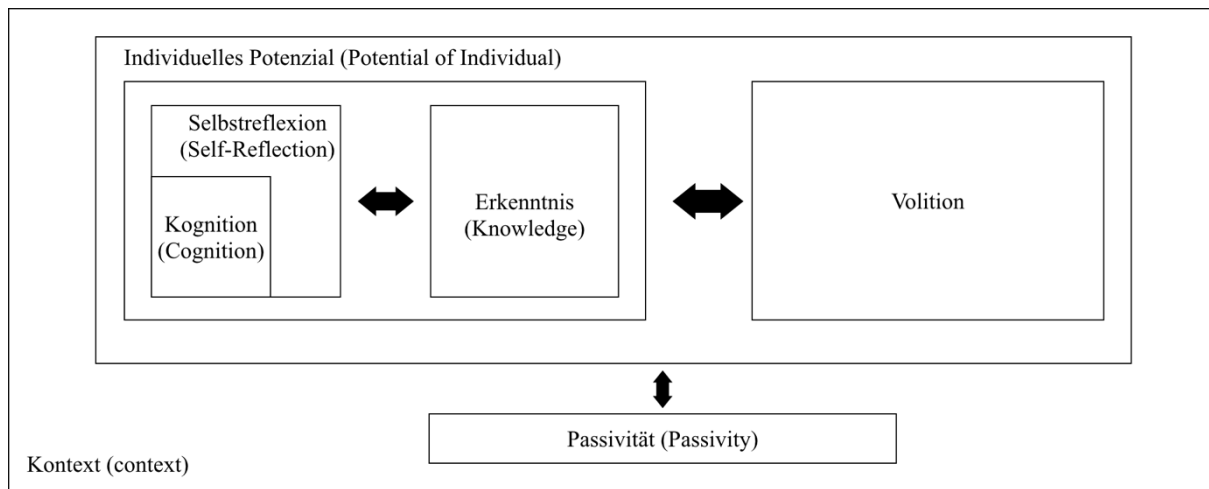 Individuelles Potenzial (Potential of Individual)
Selbstreflexion
(Self-Reflection)
Kognition
(Cognition)
Erkenntnis
(Knowledge)
Volition
Passivität (Passivity)
Kontext (context)